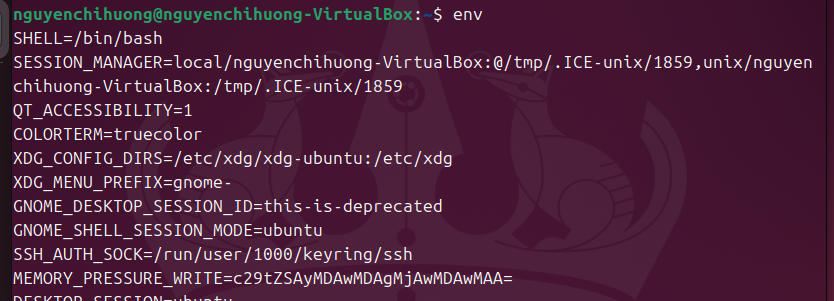 nguyenchihuong@nguyenchihuong-VirtualBox:~$ env
SHELL=/bin/bash
SESSION_MANAGER=local/nguyenchihuong-VirtualBox:@/tmp/.ICE-unix/1859,unix/nguyen
chihuong-VirtualBox:/tmp/.ICE-unix/1859
QT_ACCESSIBILITY=1
COLORTERM=truecolor
XDG_CONFIG_DIRS=/etc/xdg/xdg-ubuntu:/etc/xdg
XDG_MENU_PREFIX=gnome-
GNOME_DESKTOP_SESSION_ID=this-is-deprecated
GNOME_SHELL_SESSION_MODE=ubuntu
SSH_AUTH_SOCK=/run/user/1000/keyring/ssh
MEMORY_PRESSURE_WRITE=c29tZSAyMDAwMDAgMjAwMDAwMAA=
DESKTOP_SESSION=ubuntu